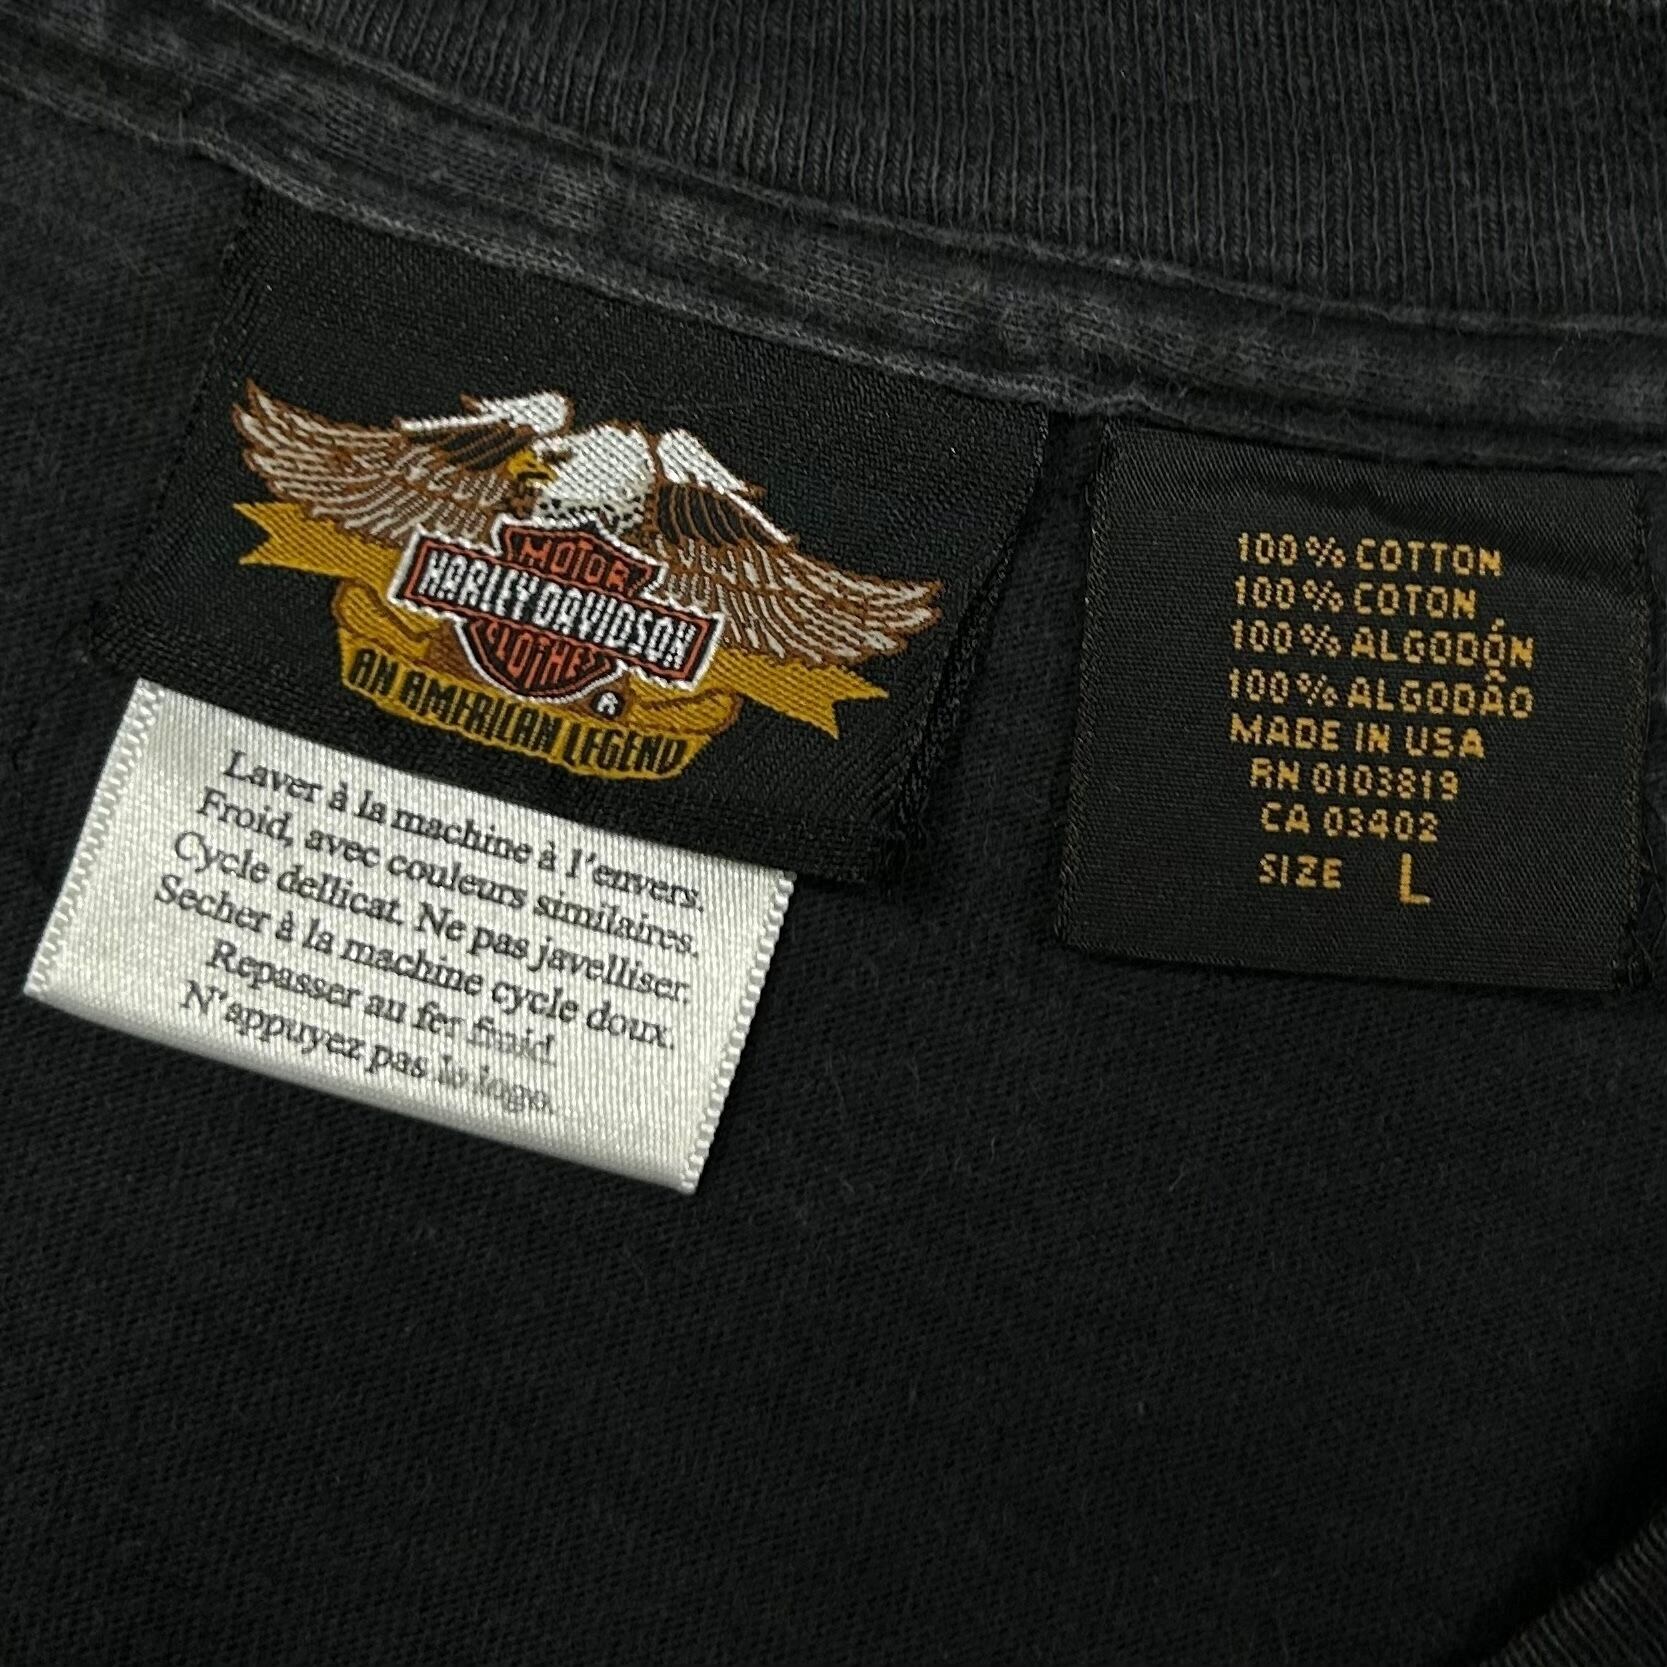 MOTOR
HARLEY-DAVIDSON
CLOTHES
®
AN AMERICAN LEGEND
Laver à la machine à l'envers.
Froid, avec couleurs similaires.
Cycle dellicat. Ne pas javelliser.
Secher à la machine cycle doux.
Repasser au fer froid.
N'appuyez pas lo logo.
100% COTTON
100% COTON
100% ALGODÓN
100% ALGODÃO
MADE IN USA
RN 0103819
CA 03402
SIZE L